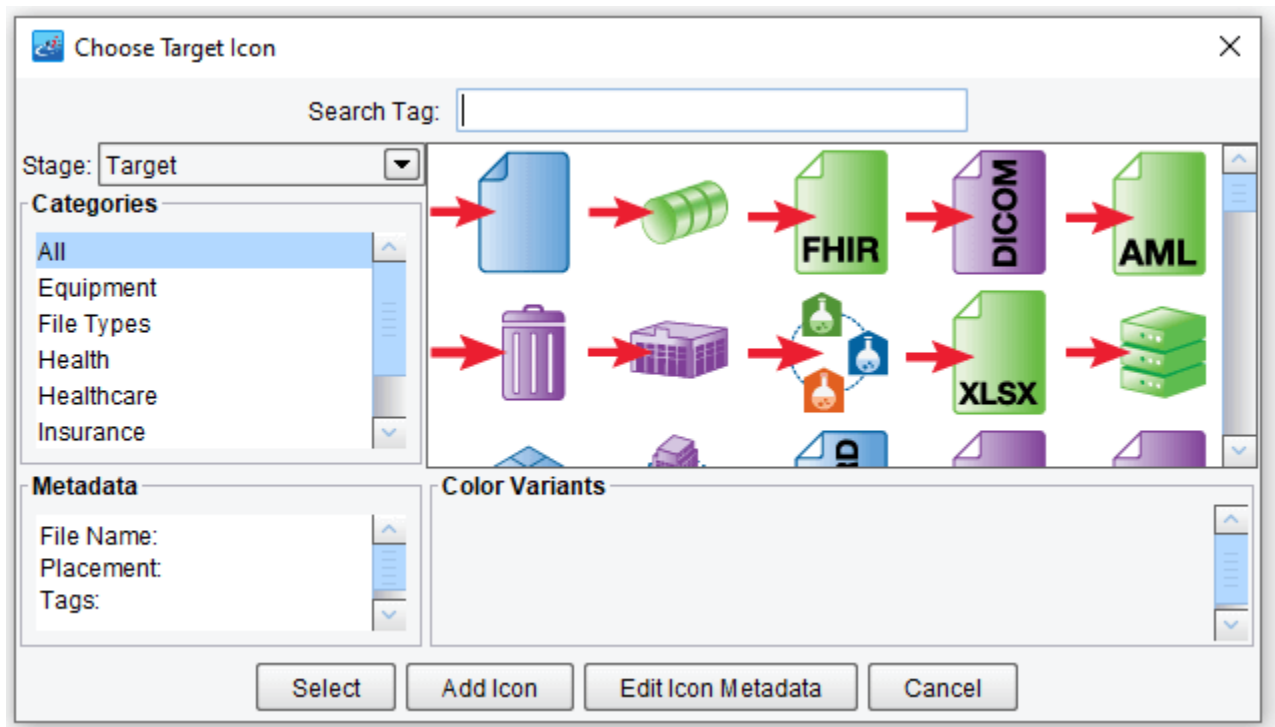 Choose Target Icon
Search Tag:
Stage: Target
Categories
All
Equipment
File Types
Health
Healthcare
Insurance
FHIR
DICOM
AML
XLSX
Metadata
File Name:
Placement:
Tags:
Color Variants
Select
Add Icon
Edit Icon Metadata
Cancel